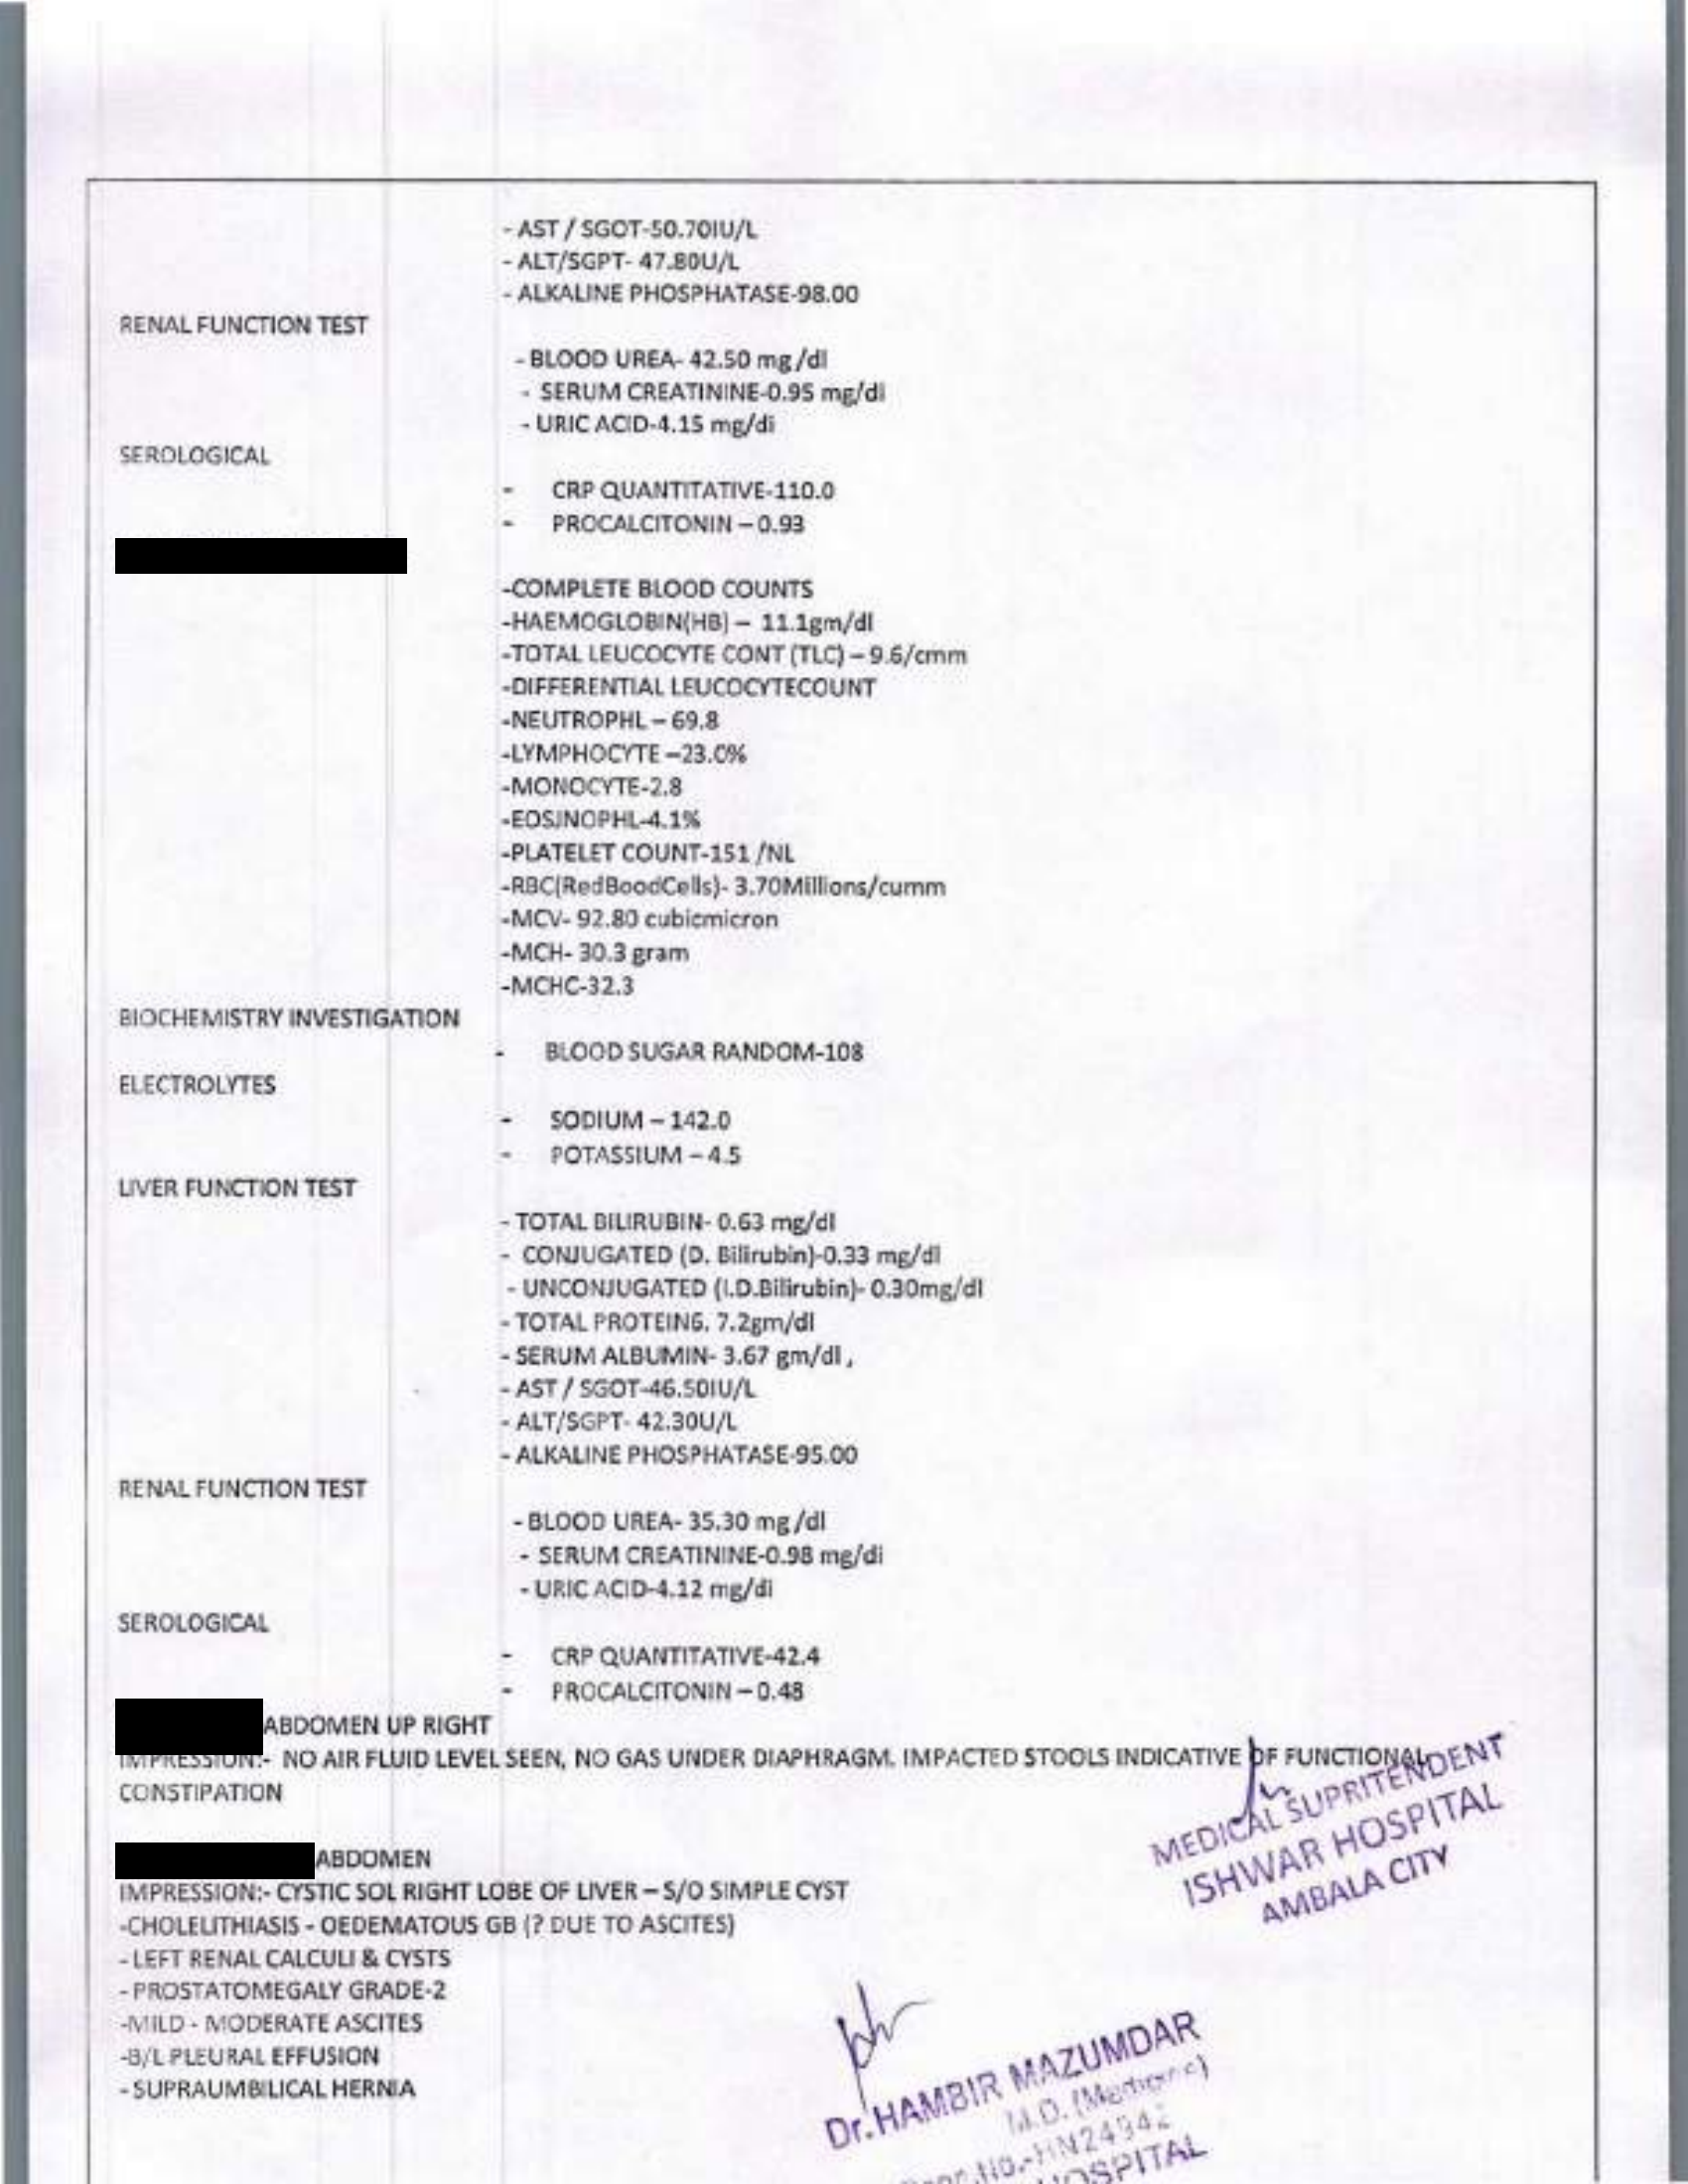 - AST / SGOT-50.70IU/L
- ALT/SGPT- 47.80U/L
- ALKALINE PHOSPHATASE-98.00
RENAL FUNCTION TEST
- BLOOD UREA- 42.50 mg/dl
- SERUM CREATININE-0.95 mg/dl
- URIC ACID-4.15 mg/di
SEROLOGICAL
- CRP QUANTITATIVE-110.0
- PROCALCITONIN – 0.93
-COMPLETE BLOOD COUNTS
-HAEMOGLOBIN(HB) – 11.1gm/dl
-TOTAL LEUCOCYTE CONT (TLC) – 9.6/cmm
-DIFFERENTIAL LEUCOCYTECOUNT
-NEUTROPHL – 69.8
-LYMPHOCYTE –23.0%
-MONOCYTE-2.8
-EOSINOPHL-4.1%
-PLATELET COUNT-151 /NL
-RBC(RedBoodCells)- 3.70Millions/cumm
-MCV- 92.80 cubicmicron
-MCH- 30.3 gram
-MCHC-32.3
BIOCHEMISTRY INVESTIGATION
- BLOOD SUGAR RANDOM-108
ELECTROLYTES
- SODIUM – 142.0
- POTASSIUM – 4.5
LIVER FUNCTION TEST
- TOTAL BILIRUBIN- 0.63 mg/dl
- CONJUGATED (D. Bilirubin)-0.33 mg/dl
- UNCONJUGATED (I.D.Bilirubin)- 0.30mg/dl
- TOTAL PROTEINS. 7.2gm/dl
- SERUM ALBUMIN- 3.67 gm/dl ,
- AST / SGOT-46.50IU/L
- ALT/SGPT- 42.30U/L
- ALKALINE PHOSPHATASE-95.00
RENAL FUNCTION TEST
- BLOOD UREA- 35.30 mg/dl
- SERUM CREATININE-0.98 mg/di
- URIC ACID-4.12 mg/di
SEROLOGICAL
- CRP QUANTITATIVE-42.4
- PROCALCITONIN – 0.48
ABDOMEN UP RIGHT
IMPRESSION:- NO AIR FLUID LEVEL SEEN, NO GAS UNDER DIAPHRAGM. IMPACTED STOOLS INDICATIVE OF FUNCTIONAL
CONSTIPATION
MEDICAL SUPRITENDENT
ISHWAR HOSPITAL
AMBALA CITY
ABDOMEN
IMPRESSION:- CYSTIC SOL RIGHT LOBE OF LIVER – S/O SIMPLE CYST
-CHOLELITHIASIS - OEDEMATOUS GB (? DUE TO ASCITES)
- LEFT RENAL CALCULI & CYSTS
- PROSTATOMEGALY GRADE-2
-MILD - MODERATE ASCITES
-B/L PLEURAL EFFUSION
- SUPRAUMBILICAL HERNIA
Dr.HAMBIR MAZUMDAR
M.D. (Medicine)
HOSPITAL